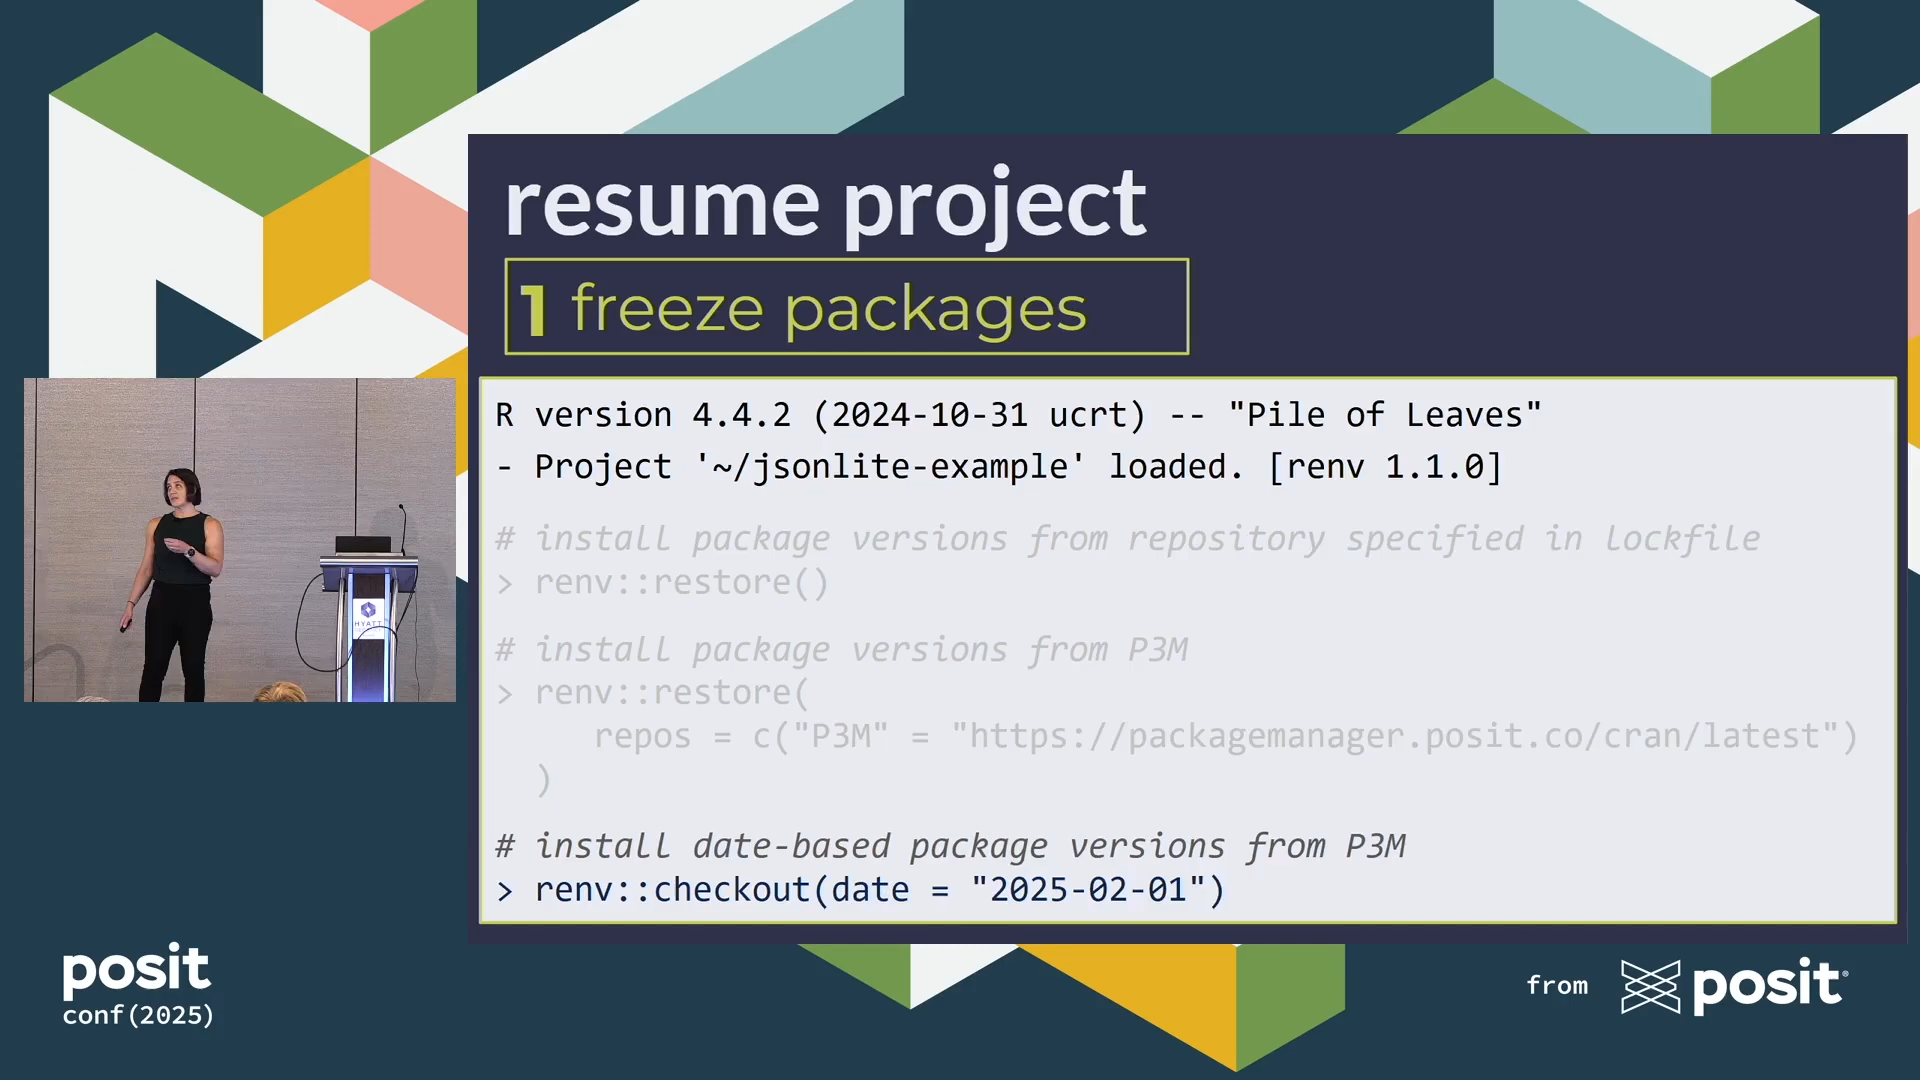 resume project
1 freeze packages
R version 4.4.2 (2024-10-31 ucrt) -- "Pile of Leaves"
- Project '~/jsonlite-example' loaded. [renv 1.1.0]
# install package versions from repository specified in lockfile
> renv::restore()
# install package versions from P3M
> renv::restore(
repos = c("P3M" = "https://packagemanager.posit.co/cran/latest")
)
# install date-based package versions from P3M
> renv::checkout(date = "2025-02-01")
HYATT
posit
conf(2025)
from posit®